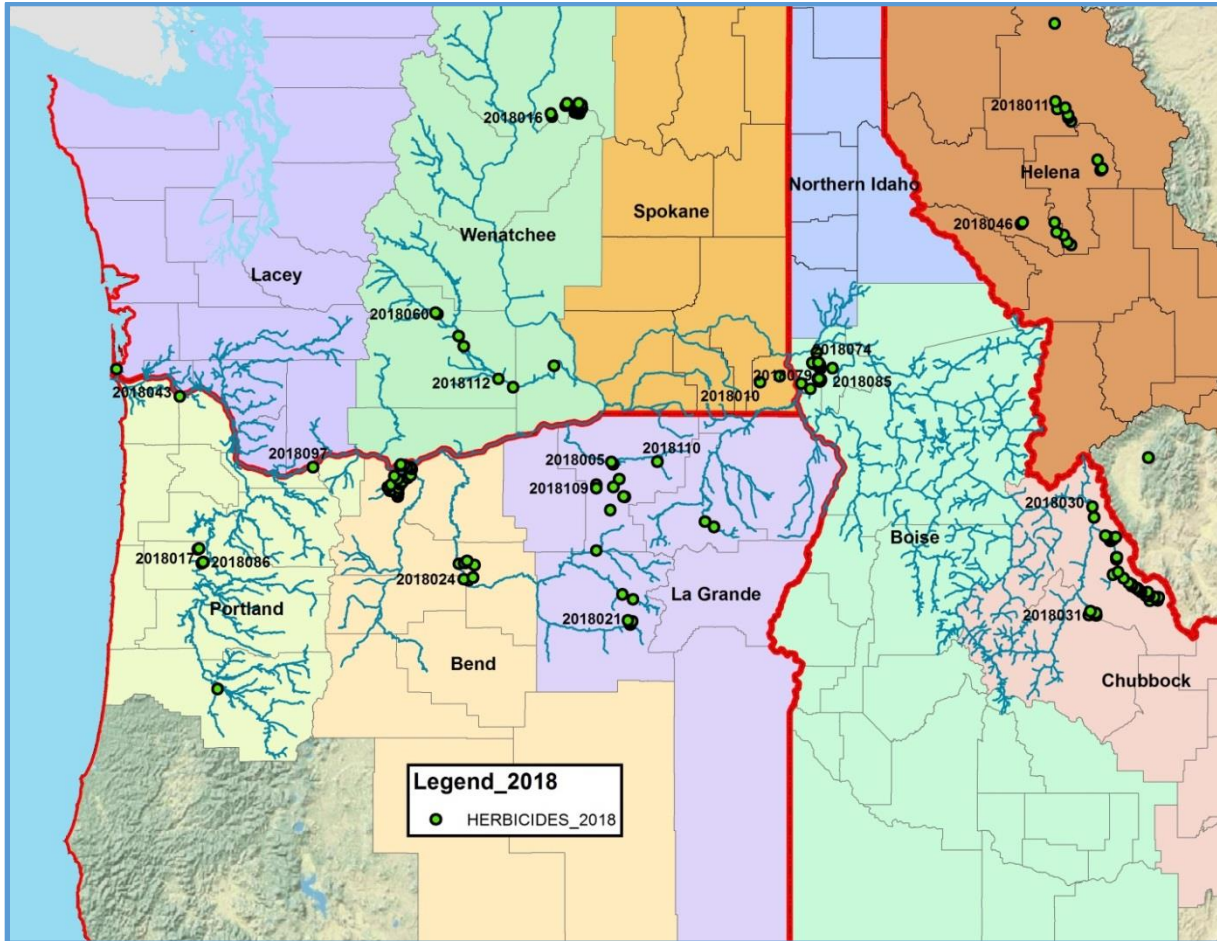 2018011
2018016
Helena
Northern Idaho
Spokane
2018046
Wenatchee
Lacey
2018060
2018074
2018112
2018079
2018085
2018010
2018043
2018097
2018005
2018110
2018109
2018030
Boise
2018017
2018086
2018024
La Grande
Portland
2018021
2018031
Bend
Chubbock
Legend_2018
HERBICIDES_2018